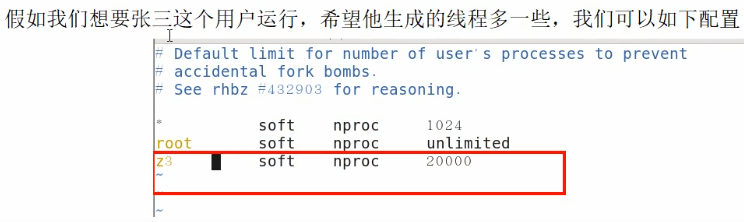 假如我们想要张三这个用户运行，希望他生成的线程多一些，我们可以如下配置
# Default limit for number of user's processes to prevent
# accidental fork bombs.
# See rhbz #432903 for reasoning.
* soft nproc 1024
root soft nproc unlimited
z3 soft nproc 20000
~
~